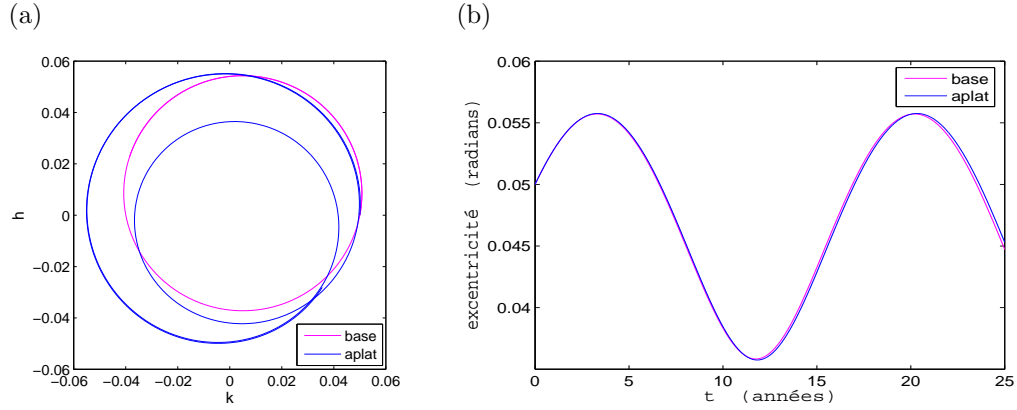 (a)
0.06
0.04
0.02
0
−0.02
−0.04
−0.06
h
−0.06 −0.04 −0.02 0 0.02 0.04 0.06
k
base
aplat
(b)
0.06
0.055
0.05
0.045
0.04
excentricité (radians)
0 5 10 15 20 25
t (années)
base
aplat